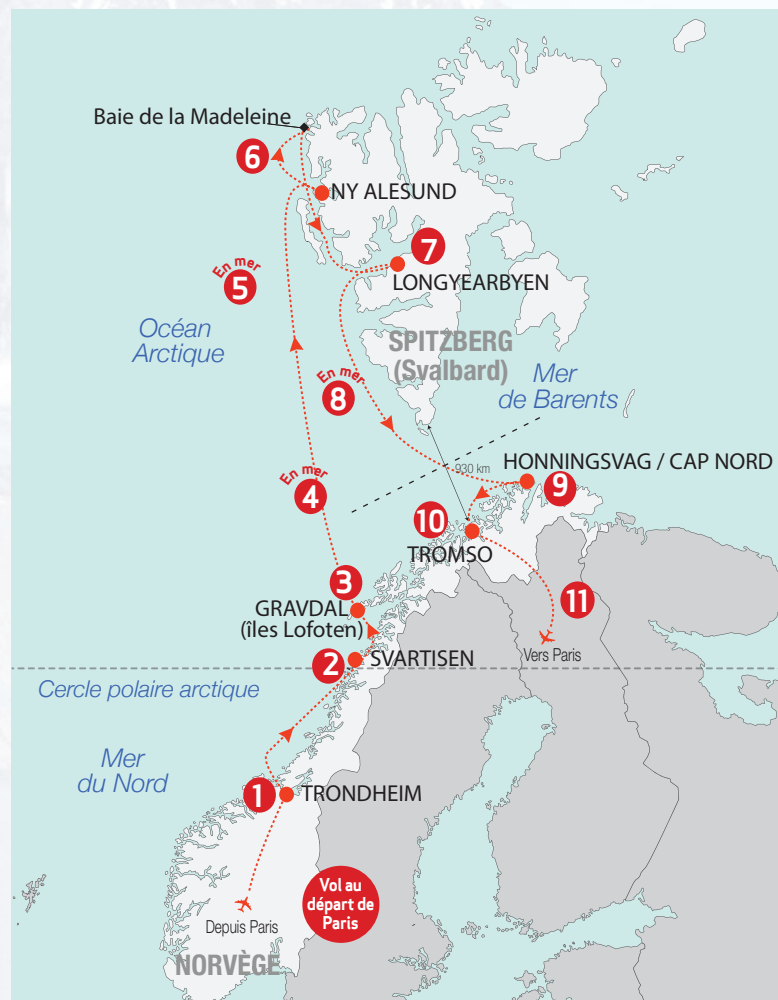 Baie de la Madeleine
6
NY ALESUND
7
LONGYEARBYEN
En mer
5
Océan
Arctique
SPITZBERG
(Svalbard)
En mer
8
Mer
de Barents
930 km
HONNINGSVAG / CAP NORD
9
En mer
4
10
TROMSO
3
GRAVDAL
(îles Lofoten)
11
Vers Paris
2
SVARTISEN
Cercle polaire arctique
Mer
du Nord
1
TRONDHEIM
Vol au
départ de
Paris
Depuis Paris
NORVÈGE